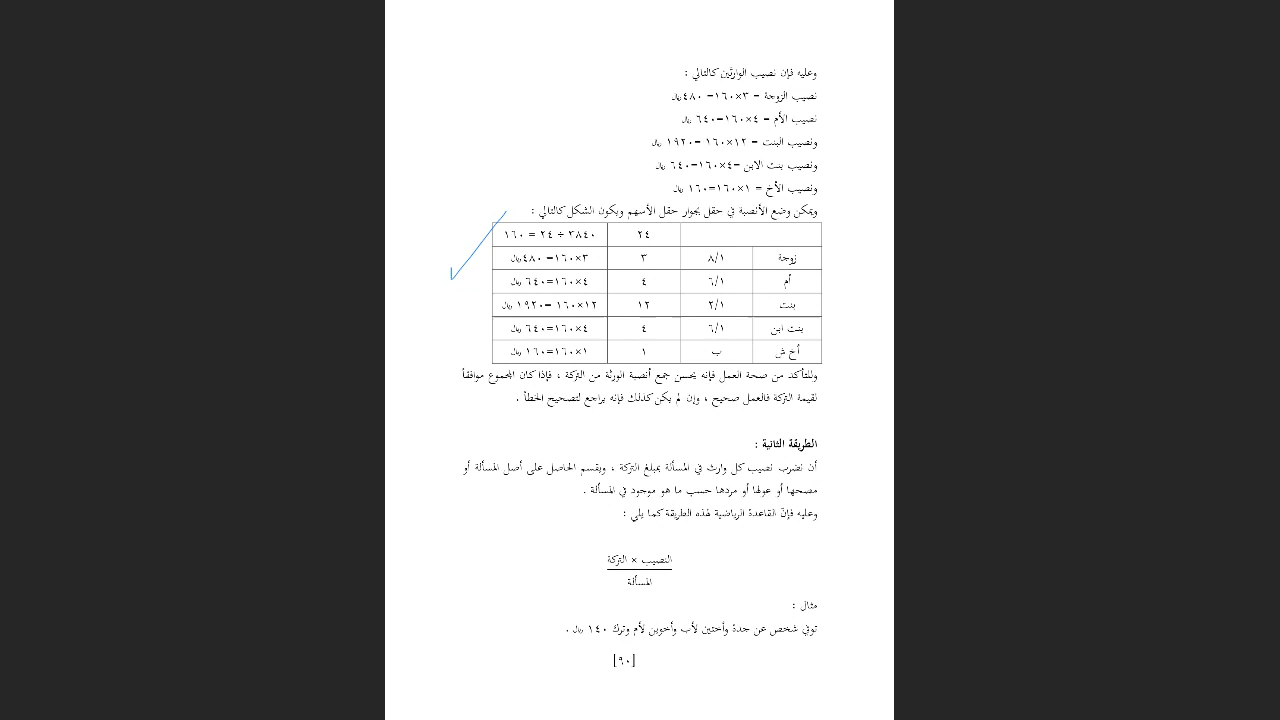 وعليه فإن نصيب الوارثين كالتالي :
نصيب الزوجة = ٣×١٦٠= ٤٨٠ ريال
نصيب الأم = ٤×١٦٠=٦٤٠ ريال
ونصيب البنت = ١٢×١٦٠ =١٩٢٠ ريال
ونصيب بنت الابن =٤×١٦٠=٦٤٠ ريال
ونصيب الأخ = ١×١٦٠=١٦٠ ريال
ويمكن وضع الأنصبة في حقل بجوار حقل الأسهم ويكون الشكل كالتالي :
٢٤ ٣٨٤٠ ÷ ٢٤ = ١٦٠
زوجة ٨/١ ٣ ٣×١٦٠= ٤٨٠ ريال
أم ٦/١ ٤ ٤×١٦٠=٦٤٠ ريال
بنت ٢/١ ١٢ ١٢×١٦٠ =١٩٢٠ ريال
بنت ابن ٦/١ ٤ ٤×١٦٠=٦٤٠ ريال
أخ ش ب ١ ١×١٦٠=١٦٠ ريال
وللتأكد من صحة العمل فإنه يحسن جمع أنصبة الورثة من التركة ، فإذا كان المجموع موافقاً
لقيمة التركة فالعمل صحيح ، وإن لم يكن كذلك فإنه يراجع لتصحيح الخطأ .
الطريقة الثانية :
أن نضرب نصيب كل وارث في المسألة بمبلغ التركة ، ويقسم الحاصل على أصل المسألة أو
مصحها أو عولها أو مردها حسب ما هو موجود في المسألة .
وعليه فإنّ القاعدة الرياضية لهذه الطريقة كما يلي :
النصيب × التركة
المسألة
مثال :
توفي شخص عن جدة وأختين لأب وأخوين لأم وترك ١٤٠ ريال .
[٩٠]